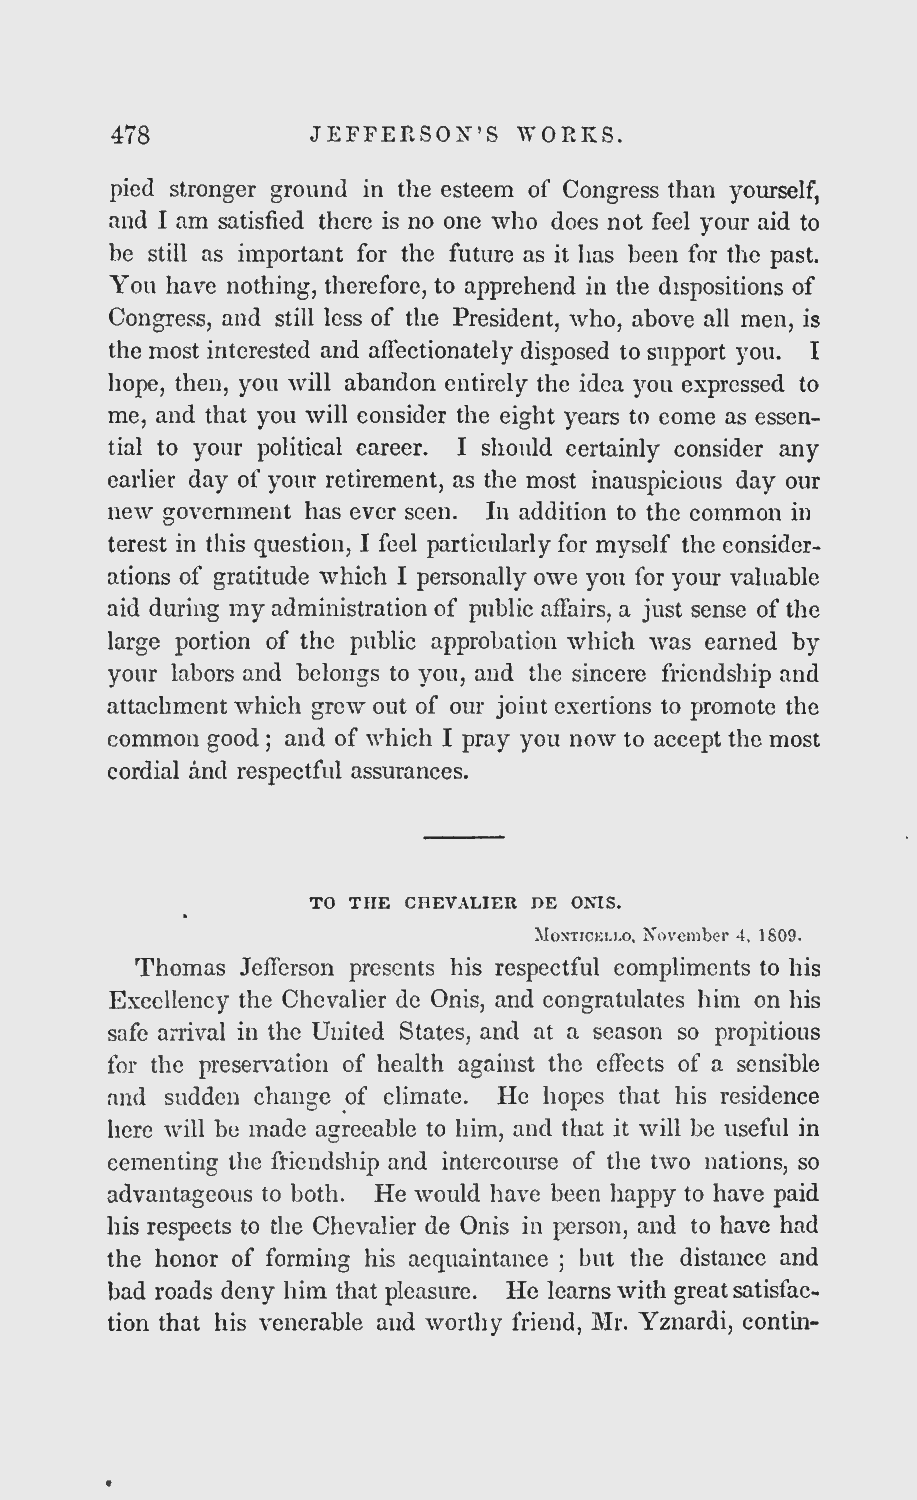 478 JEFFERSON'S WORKS.
pied stronger ground in the esteem of Congress than yourself,
and I am satisfied there is no one who does not feel your aid to
be still as important for the future as it has been for the past.
You have nothing, therefore, to apprehend in the dispositions of
Congress, and still less of the President, who, above all men, is
the most interested and affectionately disposed to support you. I
hope, then, you will abandon entirely the idea you expressed to
me, and that you will consider the eight years to come as essen-
tial to your political career. I should certainly consider any
earlier day of your retirement, as the most inauspicious day our
new government has ever seen. In addition to the common in
terest in this question, I feel particularly for myself the consider-
ations of gratitude which I personally owe you for your valuable
aid during my administration of public affairs, a just sense of the
large portion of the public approbation which was earned by
your labors and belongs to you, and the sincere friendship and
attachment which grew out of our joint exertions to promote the
common good; and of which I pray you now to accept the most
cordial and respectful assurances.
TO THE CHEVALIER DE ONIS.
MONTICELLO, November 4, 1809.
Thomas Jefferson presents his respectful compliments to his
Excellency the Chevalier de Onis, and congratulates him on his
safe arrival in the United States, and at a season so propitious
for the preservation of health against the effects of a sensible
and sudden change of climate. He hopes that his residence
here will be made agreeable to him, and that it will be useful in
cementing the friendship and intercourse of the two nations, so
advantageous to both. He would have been happy to have paid
his respects to the Chevalier de Onis in person, and to have had
the honor of forming his acquaintance ; but the distance and
bad roads deny him that pleasure. He learns with great satisfac-
tion that his venerable and worthy friend, Mr. Yznardi, contin-